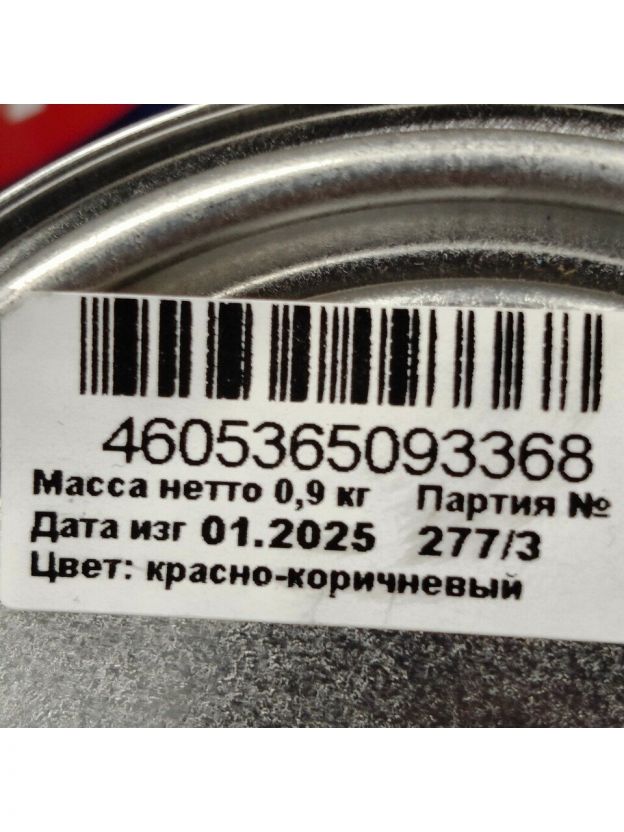 4605365093368
Масса нетто 0,9 кг Партия №
Дата изг 01.2025 277/3
Цвет: красно-коричневый